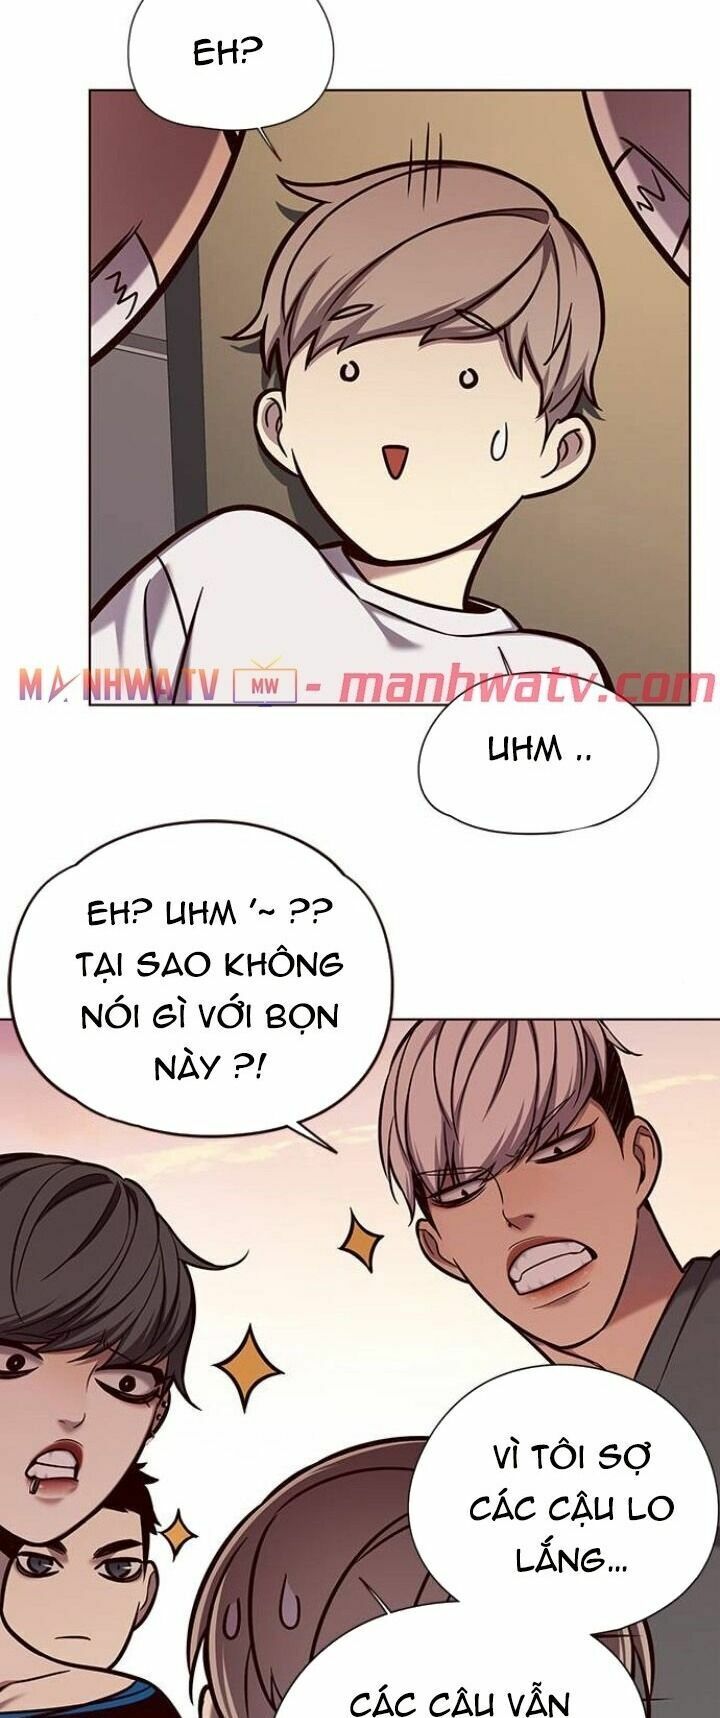 EH?
MANHWATV MW - manhwatv.com
UHM ..
EH? UHM '~ ??
TẠI SAO KHÔNG
NÓI GÌ VỚI BỌN
NÀY ?!
VÌ TÔI SỢ
CÁC CẬU LO
LẮNG...
CÁC CẬU VẪN